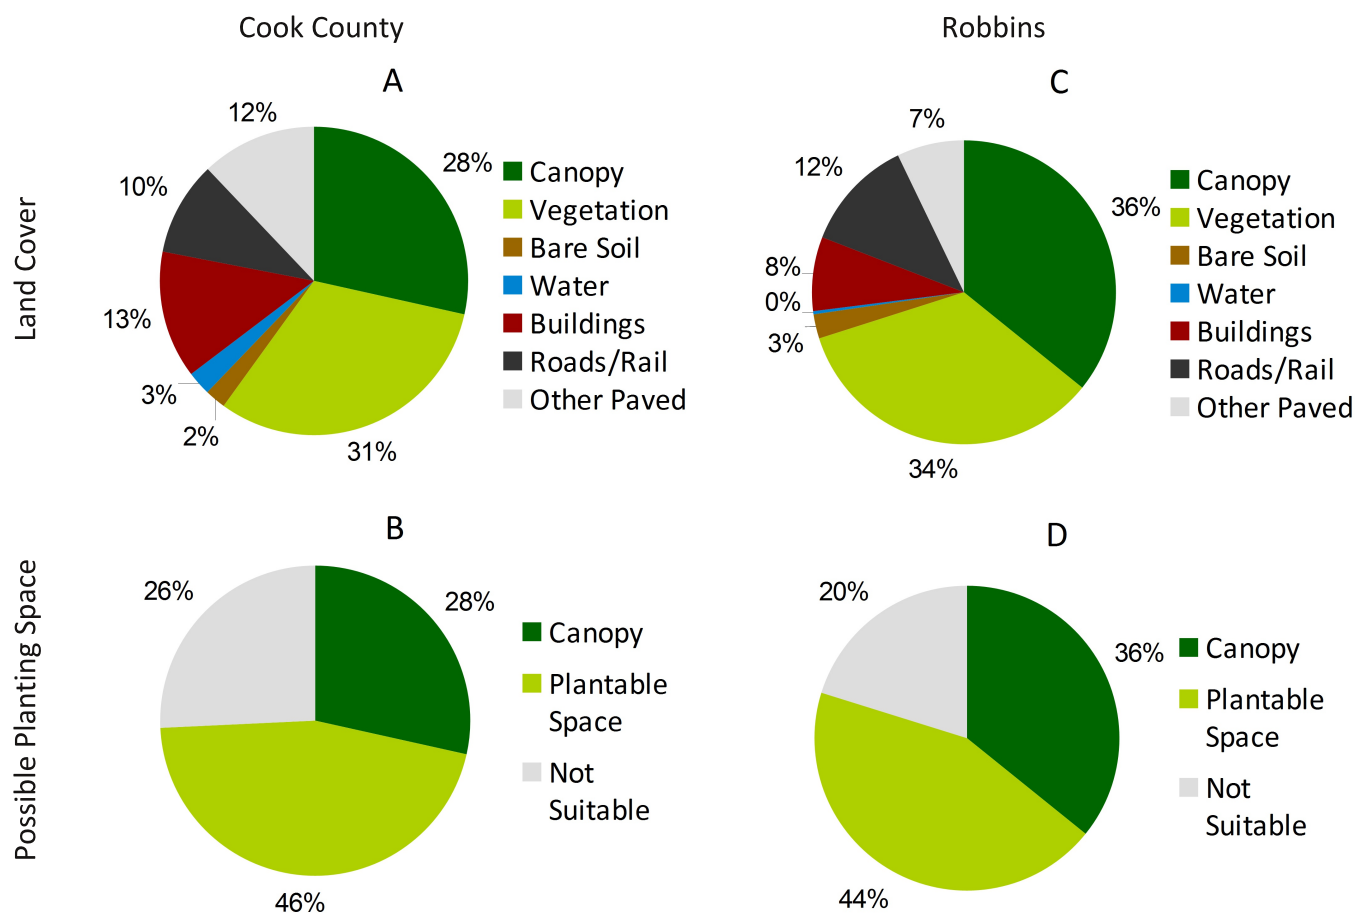 Cook County
Robbins
Land Cover
A
12%
28%
10%
13%
3%
2%
31%
Canopy
Vegetation
Bare Soil
Water
Buildings
Roads/Rail
Other Paved
C
7%
12%
36%
8%
0%
3%
34%
Canopy
Vegetation
Bare Soil
Water
Buildings
Roads/Rail
Other Paved
Possible Planting Space
B
26%
28%
46%
Canopy
Plantable
Space
Not
Suitable
D
20%
36%
44%
Canopy
Plantable
Space
Not
Suitable